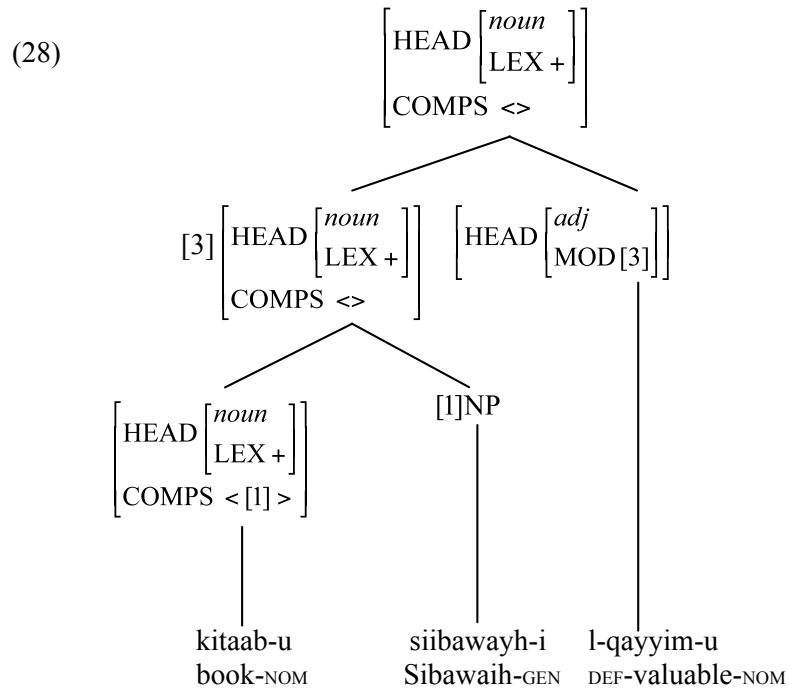 (28)
HEAD noun
LEX +
COMPS <>
[3] HEAD noun
LEX +
COMPS <>
HEAD adj
MOD [3]
HEAD noun
LEX +
COMPS < [1] >
[1]NP
kitaab-u siibawayh-i l-qayyim-u
book-NOM Sibawaih-GEN DEF-valuable-NOM